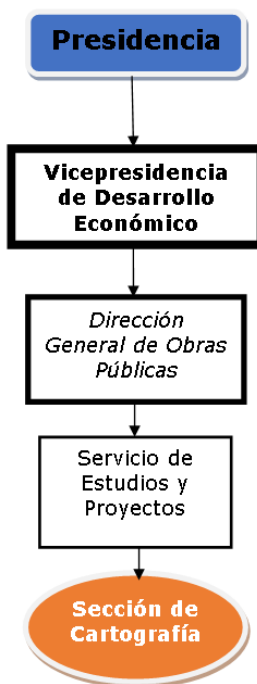 Presidencia
Vicepresidencia
de Desarrollo
Económico
Dirección
General de Obras
Públicas
Servicio de
Estudios y
Proyectos
Sección de
Cartografía